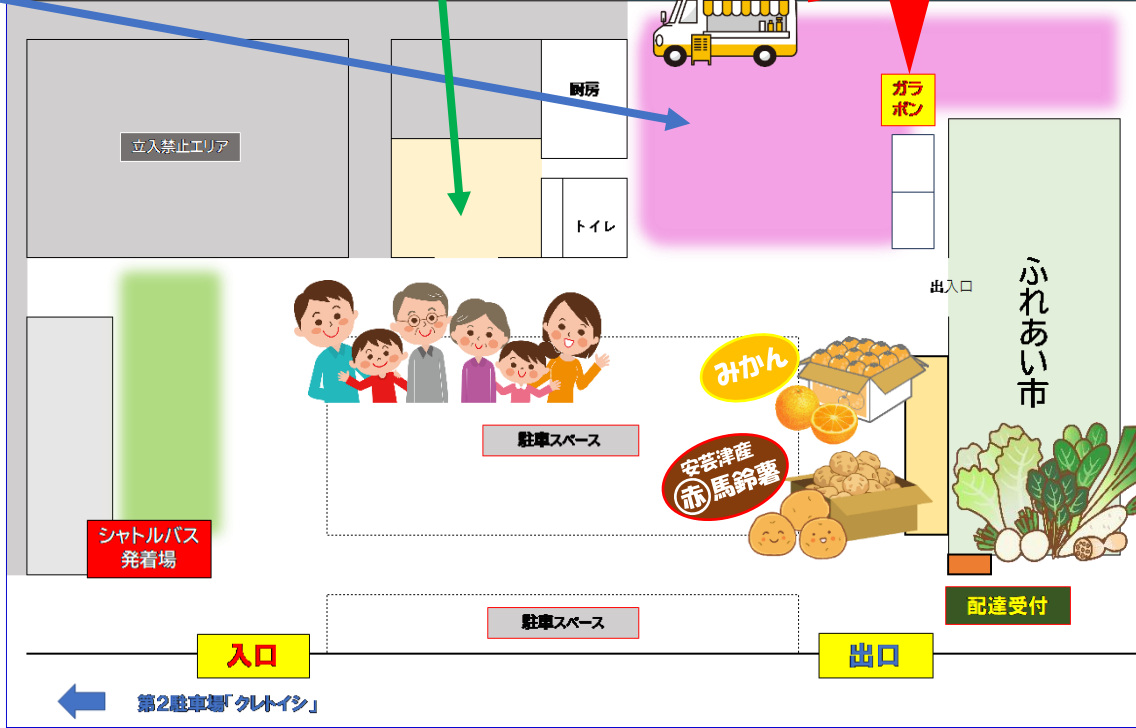 厨房
ガラ
ポン
立入禁止エリア
トイレ
出入口
ふれあい市
みかん
駐車スペース
安芸津産
赤馬鈴薯
シャトルバス
発着場
配達受付
駐車スペース
入口
出口
第2駐車場「クレトイシ」